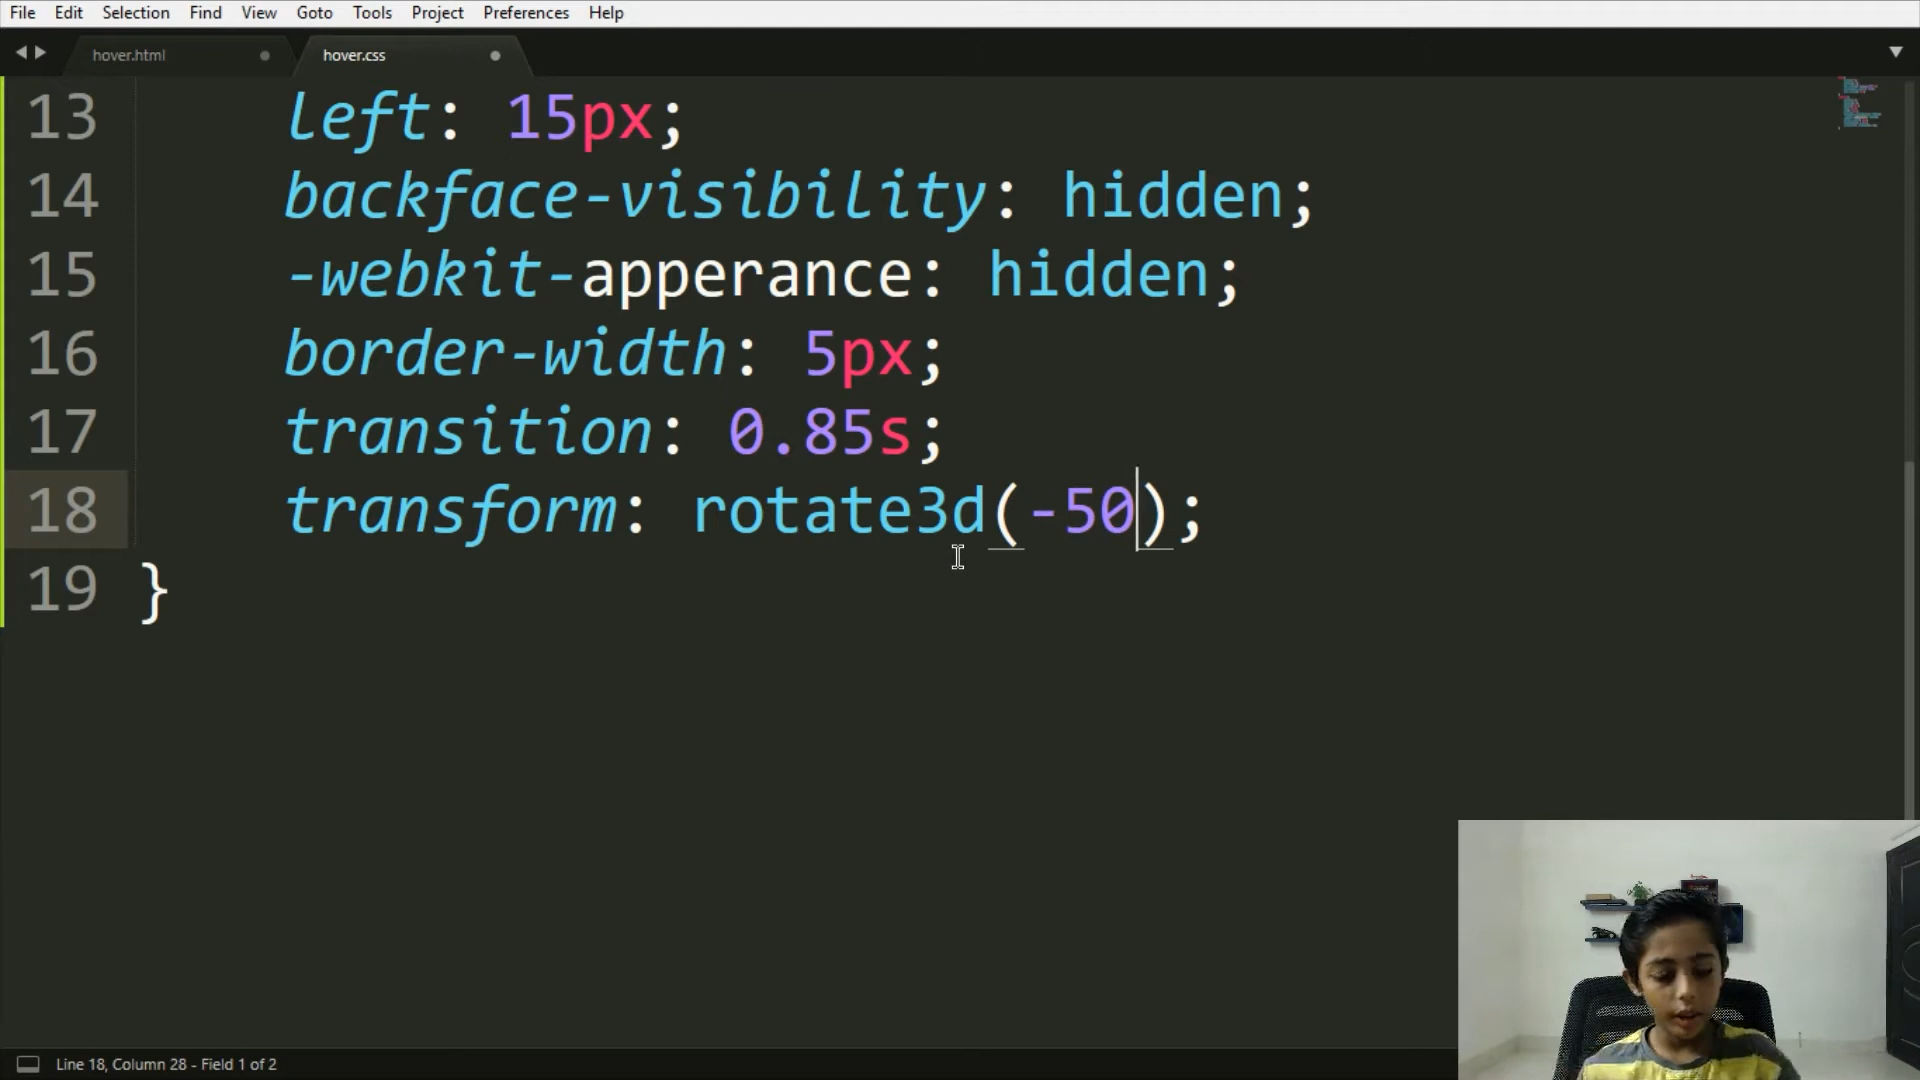 File Edit Selection Find View Goto Tools Project Preferences Help
hover.html hover.css
13 left: 15px;
14 backface-visibility: hidden;
15 -webkit-apperance: hidden;
16 border-width: 5px;
17 transition: 0.85s;
18 transform: rotate3d(-50);
19 }
Line 18, Column 28 - Field 1 of 2